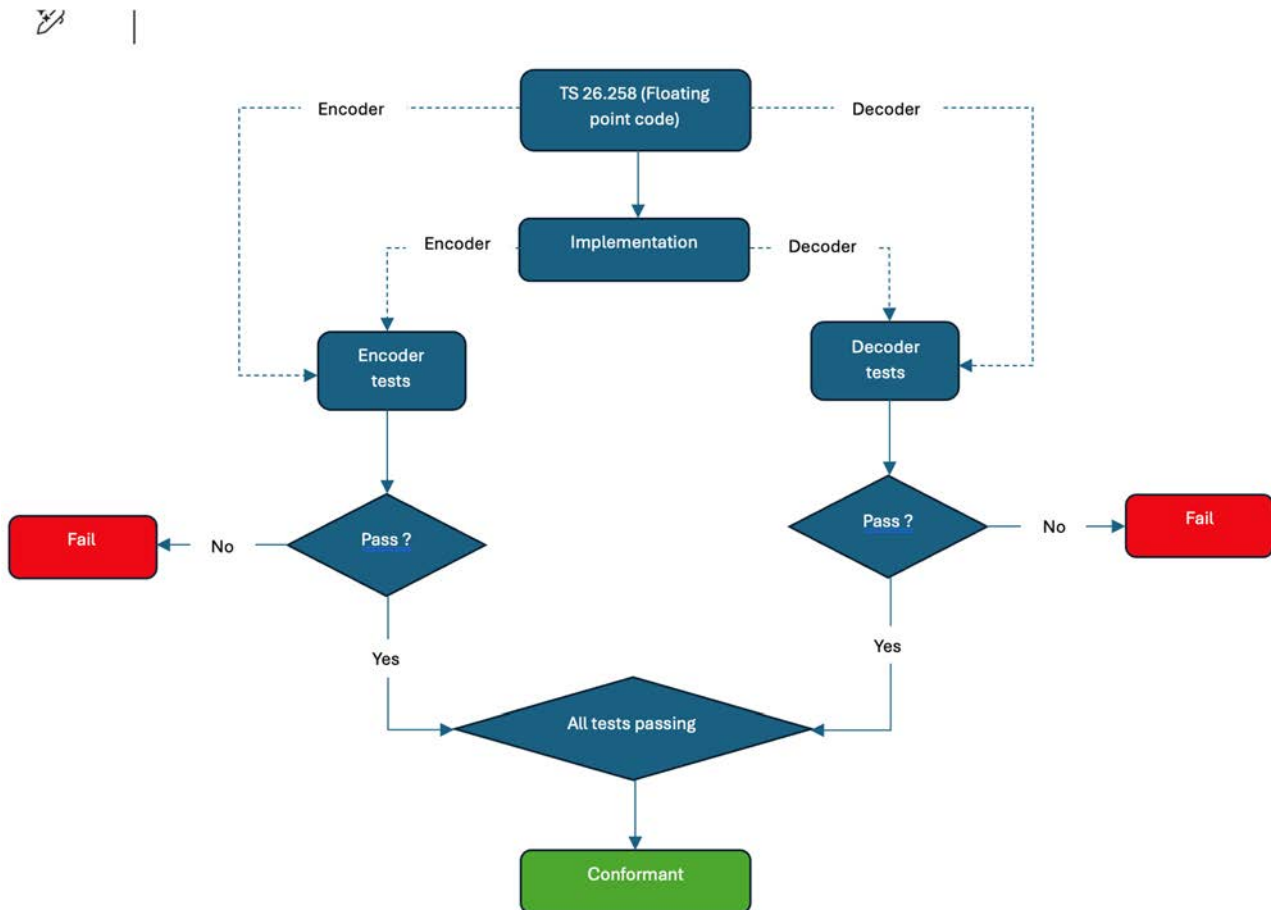 TS 26.258 (Floating
point code)
Encoder
Decoder
Implementation
Encoder
Decoder
Encoder
tests
Decoder
tests
Pass ?
Pass ?
Fail
No
No
Fail
Yes
Yes
All tests passing
Conformant